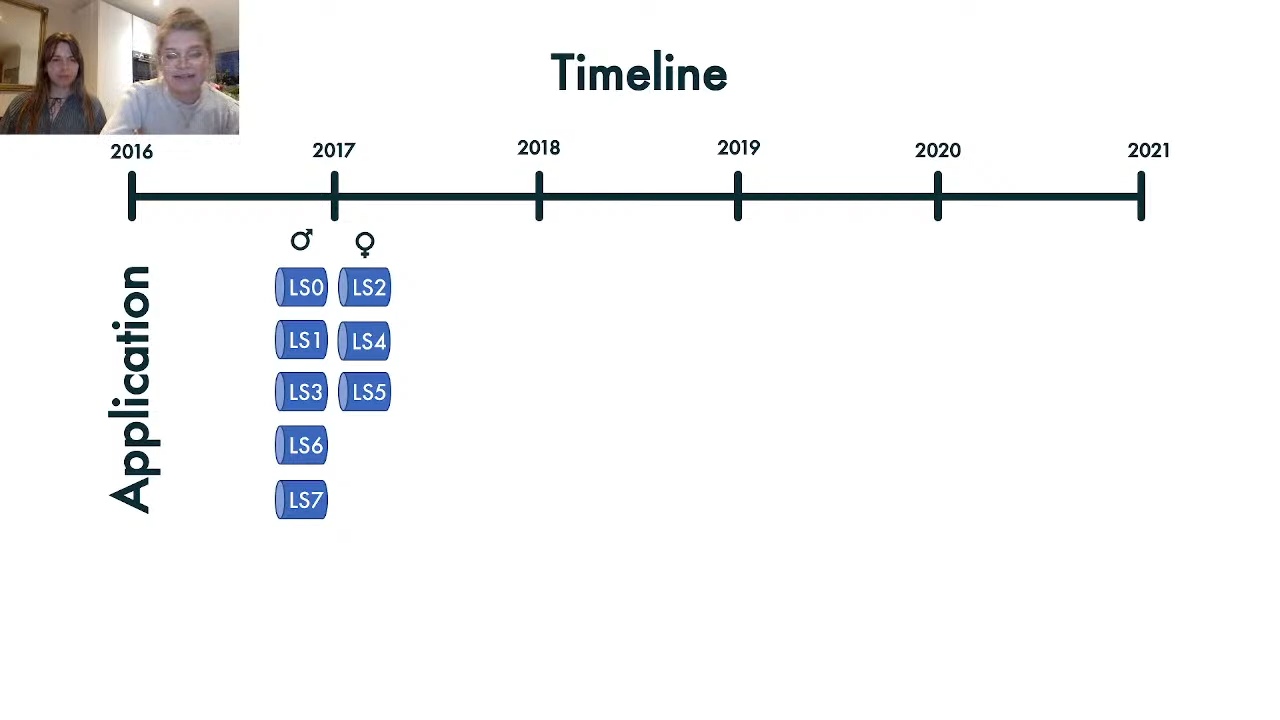 Timeline
2016 2017 2018 2019 2020 2021
♂ ♀
Application
LS0 LS2
LS1 LS4
LS3 LS5
LS6
LS7